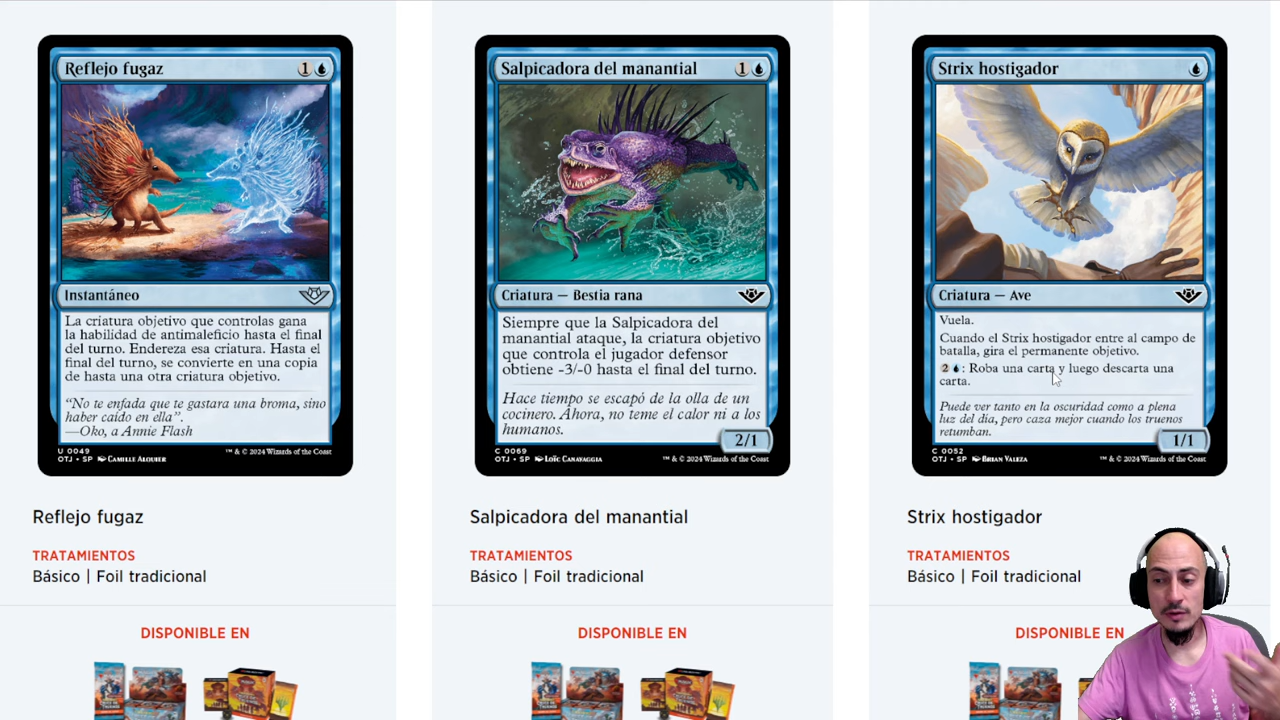 Reflejo fugaz
1
Instantáneo
La criatura objetivo que controlas gana
la habilidad de antimaleficio hasta el final
del turno. Endereza esa criatura. Hasta el
final del turno, se convierte en una copia
de hasta una otra criatura objetivo.
“No te enfada que te gastara una broma, sino
haber caído en ella”.
—Oko, a Annie Flash
U 0049
OTJ • SP Camille Alquier
™ & © 2024 Wizards of the Coast
Reflejo fugaz
TRATAMIENTOS
Básico | Foil tradicional
DISPONIBLE EN
Salpicadora del manantial
1
Criatura — Bestia rana
Siempre que la Salpicadora del
manantial ataque, la criatura objetivo
que controla el jugador defensor
obtiene -3/-0 hasta el final del turno.
Hace tiempo se escapó de la olla de un
cocinero. Ahora, no teme el calor ni a los
humanos.
2/1
C 0069
OTJ • SP Loïc Canavaggia
™ & © 2024 Wizards of the Coast
Salpicadora del manantial
TRATAMIENTOS
Básico | Foil tradicional
DISPONIBLE EN
Strix hostigador
Criatura — Ave
Vuela.
Cuando el Strix hostigador entre al campo de
batalla, gira el permanente objetivo.
2 : Roba una carta y luego descarta una
carta.
Puede ver tanto en la oscuridad como a plena
luz del día, pero caza mejor cuando los truenos
retumban.
1/1
C 0052
OTJ • SP Brian Valeza
™ & © 2024 Wizards of the Coast
Strix hostigador
TRATAMIENTOS
Básico | Foil tradicional
DISPONIBLE EN